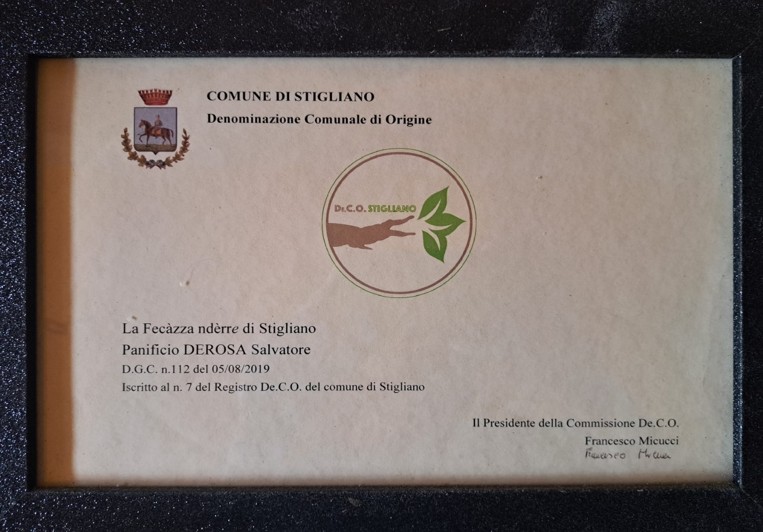 COMUNE DI STIGLIANO
Denominazione Comunale di Origine
De.C.O. STIGLIANO
La Fecàzza ndèrre di Stigliano
Panificio DEROSA Salvatore
D.G.C. n.112 del 05/08/2019
Iscritto al n. 7 del Registro De.C.O. del comune di Stigliano
Il Presidente della Commissione De.C.O.
Francesco Micucci